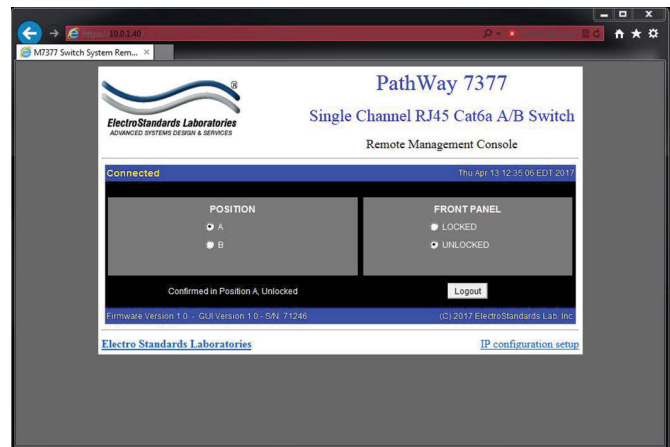 https://10.0.1.40
M7377 Switch System Rem...
®
ElectroStandards Laboratories
ADVANCED SYSTEMS DESIGN & SERVICES
PathWay 7377
Single Channel RJ45 Cat6a A/B Switch
Remote Management Console
Connected
Thu Apr 13 12:35:06 EDT 2017
POSITION
A
B
FRONT PANEL
LOCKED
UNLOCKED
Confirmed in Position A, Unlocked
Logout
Firmware Version 1.0 - GUI Version 1.0 - S/N: 71246
(C) 2017 ElectroStandards Lab. Inc.
Electro Standards Laboratories
IP configuration setup